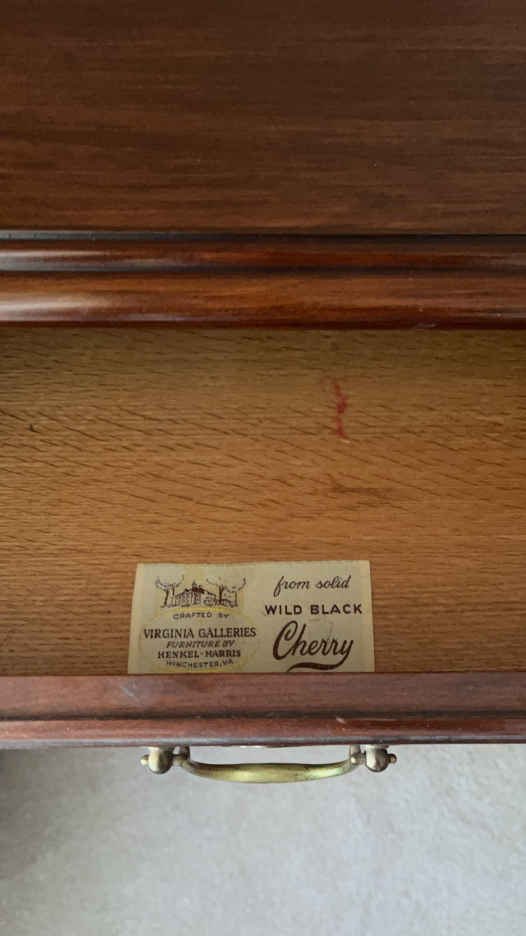 CRAFTED BY
VIRGINIA GALLERIES
FURNITURE BY
HENKEL-HARRIS
WINCHESTER, VA.
from solid
WILD BLACK
Cherry